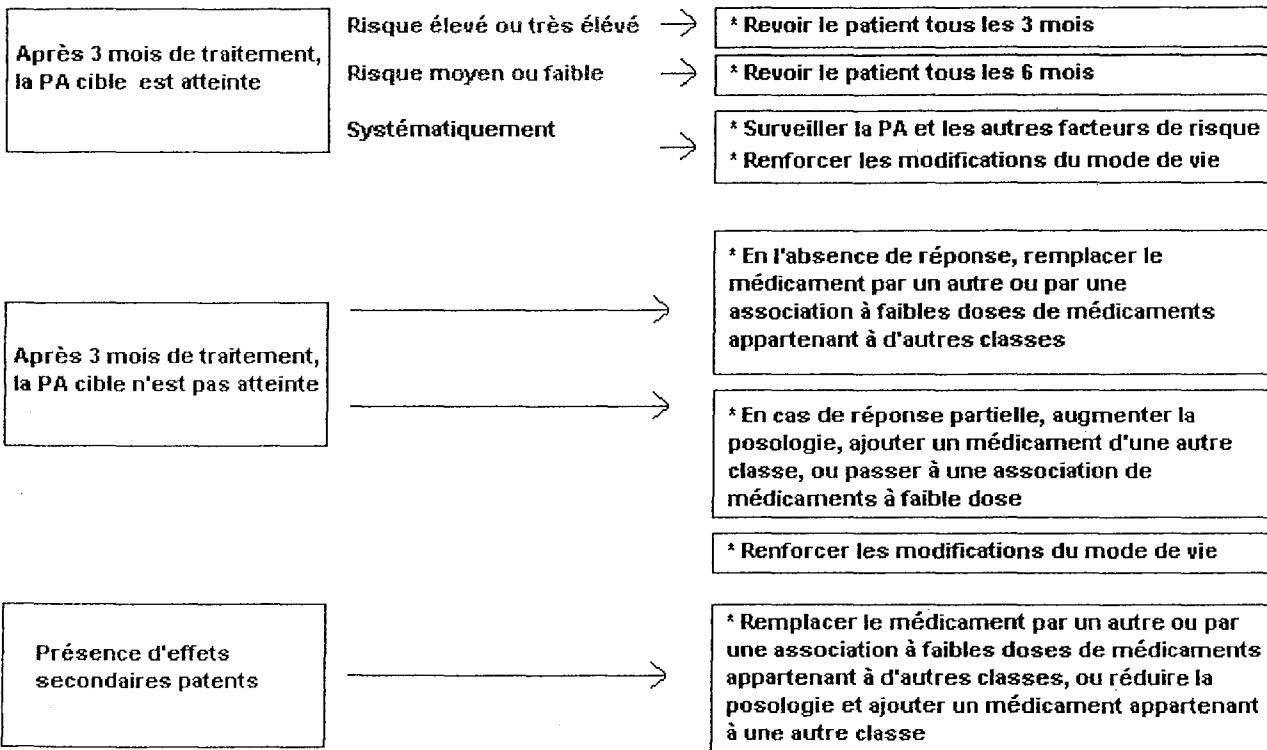 Après 3 mois de traitement,
la PA cible est atteinte
Risque élevé ou très élévé
* Revoir le patient tous les 3 mois
Risque moyen ou faible
* Revoir le patient tous les 6 mois
Systématiquement
* Surveiller la PA et les autres facteurs de risque
* Renforcer les modifications du mode de vie
Après 3 mois de traitement,
la PA cible n'est pas atteinte
* En l'absence de réponse, remplacer le
médicament par un autre ou par une
association à faibles doses de médicaments
appartenant à d'autres classes
* En cas de réponse partielle, augmenter la
posologie, ajouter un médicament d'une autre
classe, ou passer à une association de
médicaments à faible dose
* Renforcer les modifications du mode de vie
Présence d'effets
secondaires patents
* Remplacer le médicament par un autre ou par
une association à faibles doses de médicaments
appartenant à d'autres classes, ou réduire la
posologie et ajouter un médicament appartenant
à une autre classe